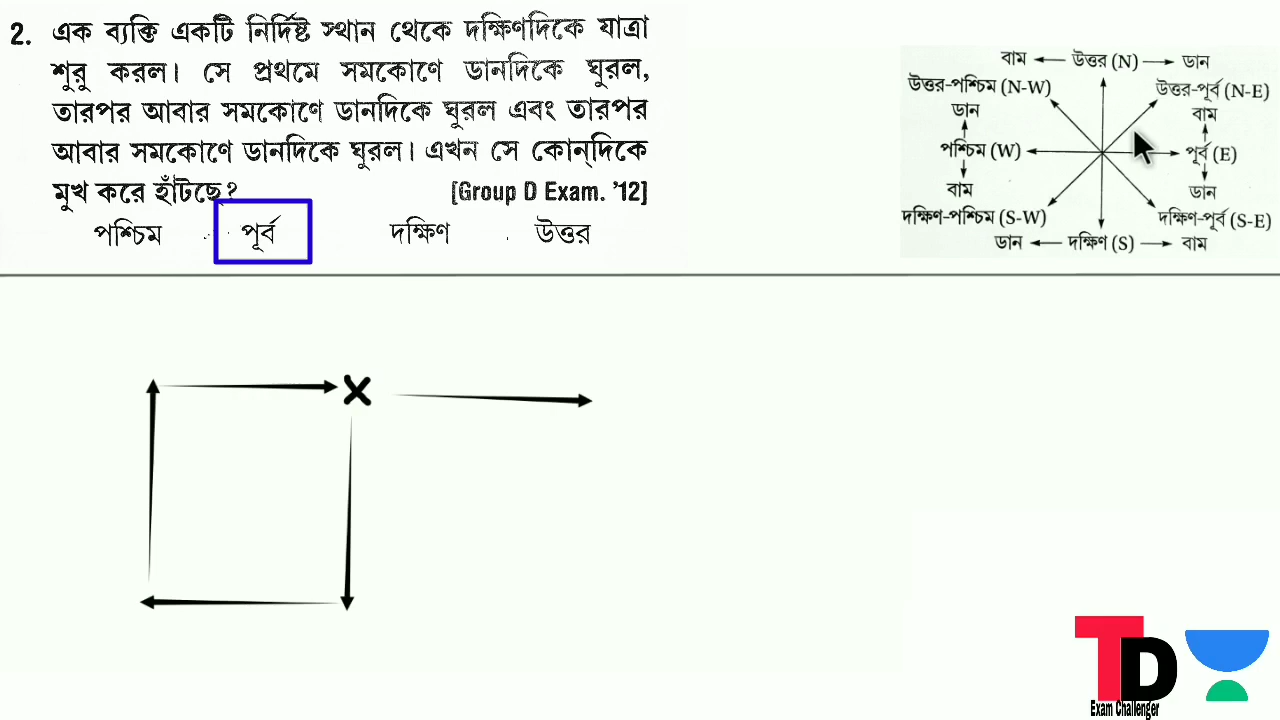 2. এক ব্যক্তি একটি নির্দিষ্ট স্থান থেকে দক্ষিণদিকে যাত্রা
শুরু করল। সে প্রথমে সমকোণে ডানদিকে ঘুরল,
তারপর আবার সমকোণে ডানদিকে ঘুরল এবং তারপর
আবার সমকোণে ডানদিকে ঘুরল। এখন সে কোন্‌দিকে
মুখ করে হাঁটছে? [Group D Exam. '12]
পশ্চিম পূর্ব দক্ষিণ উত্তর
বাম উত্তর (N) ডান
উত্তর-পশ্চিম (N-W) উত্তর-পূর্ব (N-E)
ডান বাম
পশ্চিম (W) পূর্ব (E)
বাম ডান
দক্ষিণ-পশ্চিম (S-W) দক্ষিণ-পূর্ব (S-E)
ডান দক্ষিণ (S) বাম
TD
Exam Challenger